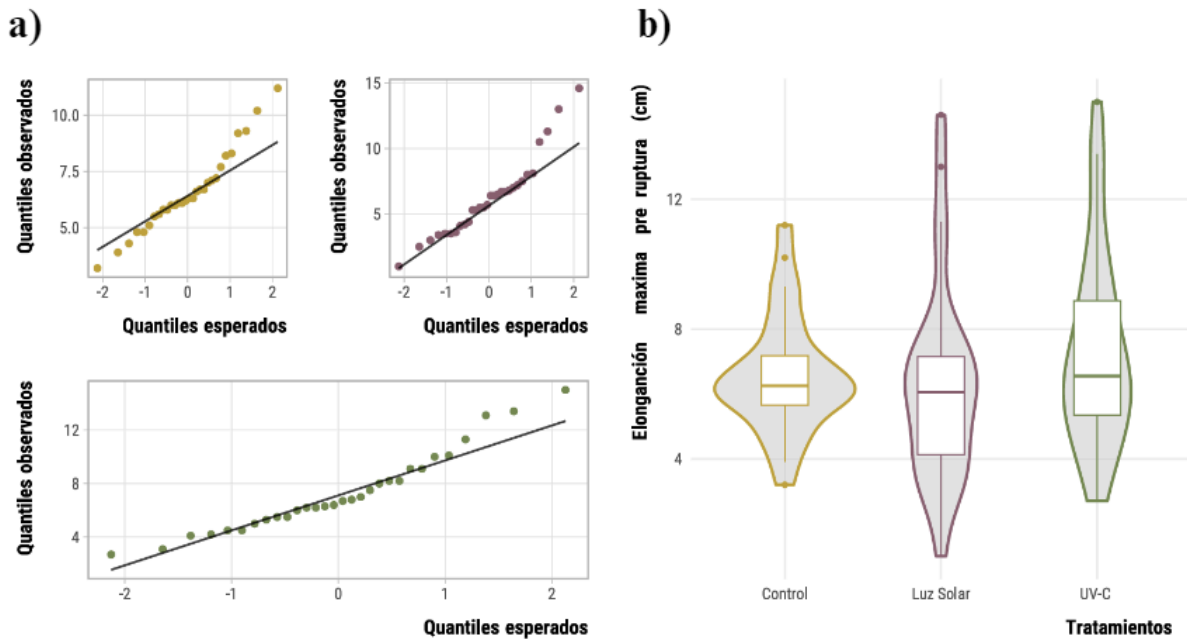 a)
Quantiles observados
10.0
7.5
5.0
-2 -1 0 1 2
Quantiles esperados
Quantiles observados
15
10
5
-2 -1 0 1 2
Quantiles esperados
Quantiles observados
12
8
4
-2 -1 0 1 2
Quantiles esperados
b)
Elonganción maxima pre ruptura (cm)
12
8
4
Control Luz Solar UV-C
Tratamientos